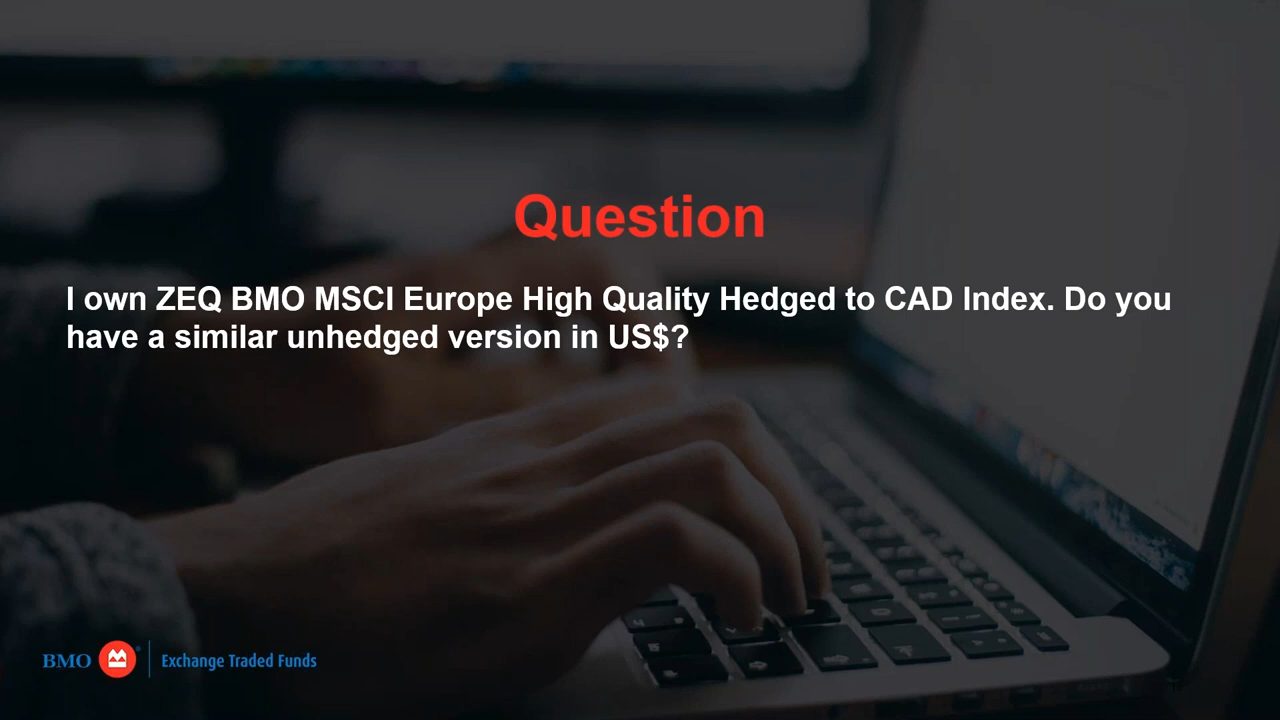 Question
I own ZEQ BMO MSCI Europe High Quality Hedged to CAD Index. Do you
have a similar unhedged version in US$?
BMO Exchange Traded Funds